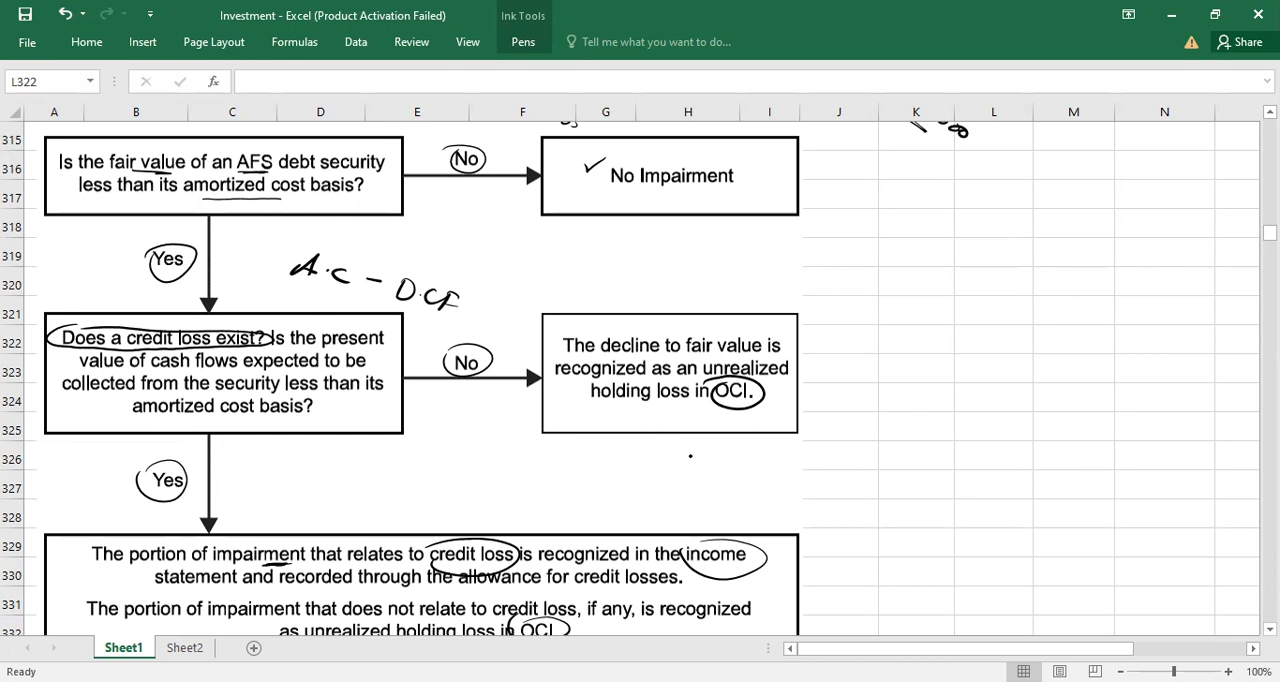 Investment - Excel (Product Activation Failed)
Ink Tools
File Home Insert Page Layout Formulas Data Review View Pens Tell me what you want to do... Share
L322 fx
A B C D E F G H I J K L M N
315
316
317
318
319
320
321
322
323
324
325
326
327
328
329
330
331
332
Is the fair value of an AFS debt security
less than its amortized cost basis?
No
No Impairment
Yes
A.C - D.CF
Does a credit loss exist? Is the present
value of cash flows expected to be
collected from the security less than its
amortized cost basis?
No
The decline to fair value is
recognized as an unrealized
holding loss in OCI.
Yes
The portion of impairment that relates to credit loss is recognized in the income
statement and recorded through the allowance for credit losses.
The portion of impairment that does not relate to credit loss, if any, is recognized
as unrealized holding loss in OCI
Sheet1 Sheet2
Ready
100%